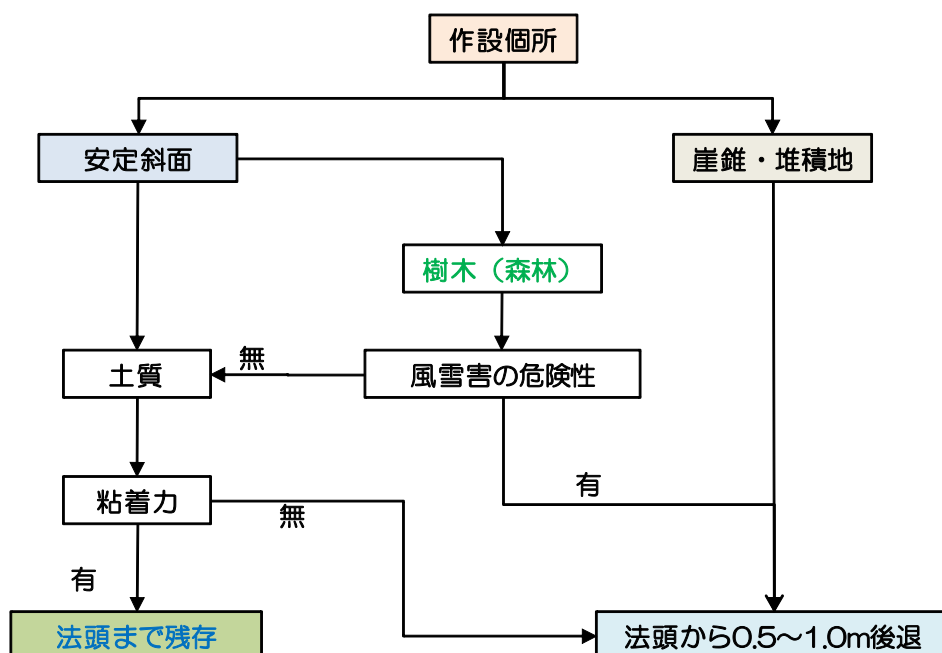 作設個所
安定斜面
崖錐・堆積地
樹木（森林）
土質
無
風雪害の危険性
粘着力
無
有
有
法頭まで残存
法頭から0.5～1.0m後退